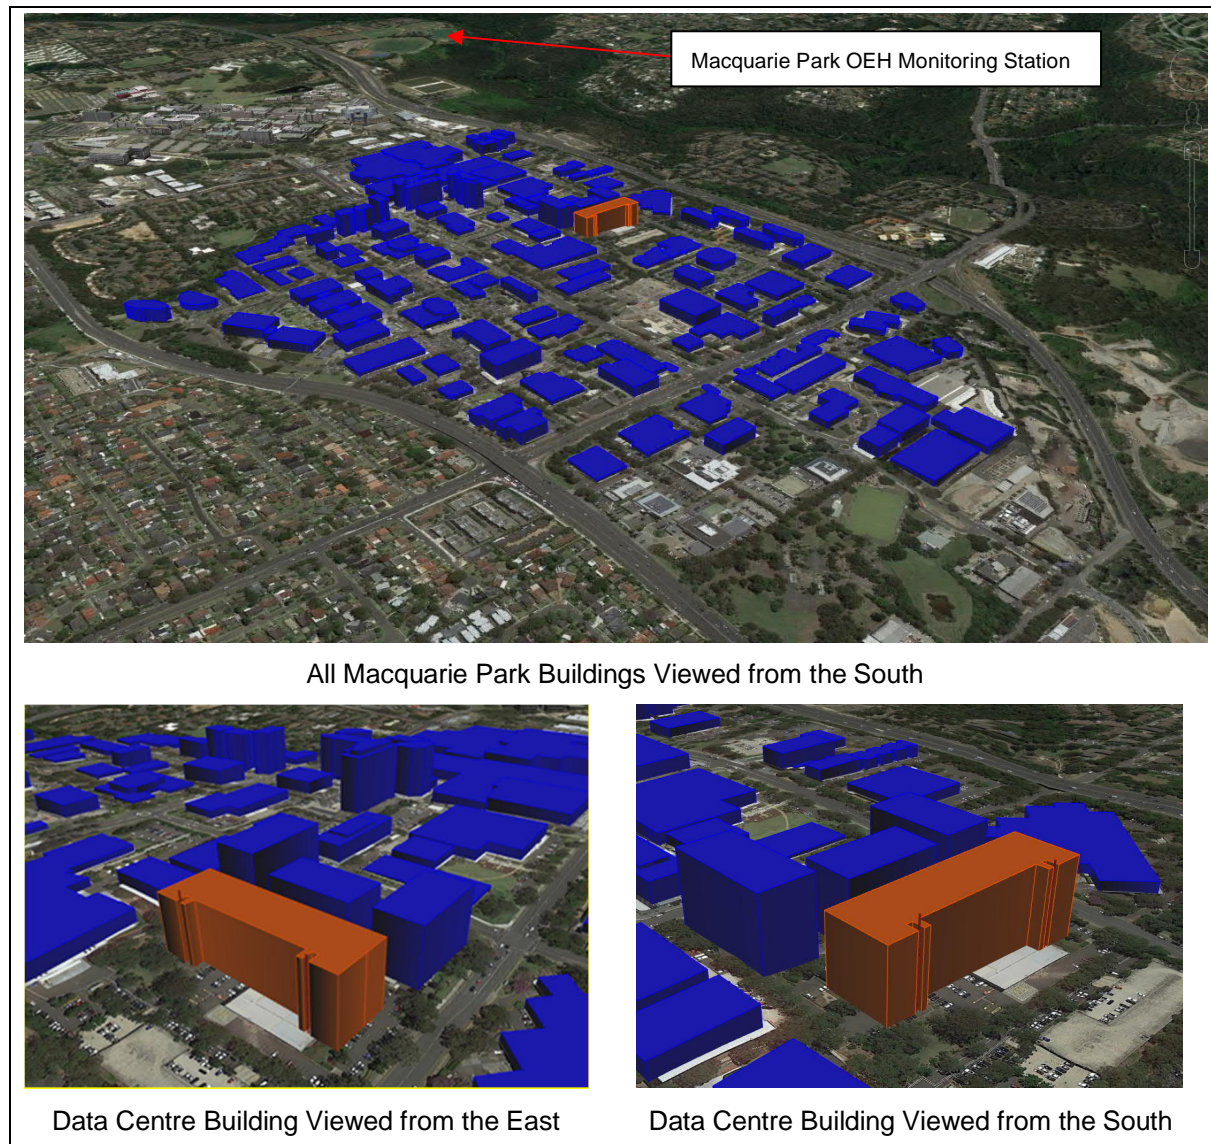 Macquarie Park OEH Monitoring Station
All Macquarie Park Buildings Viewed from the South
Data Centre Building Viewed from the East
Data Centre Building Viewed from the South